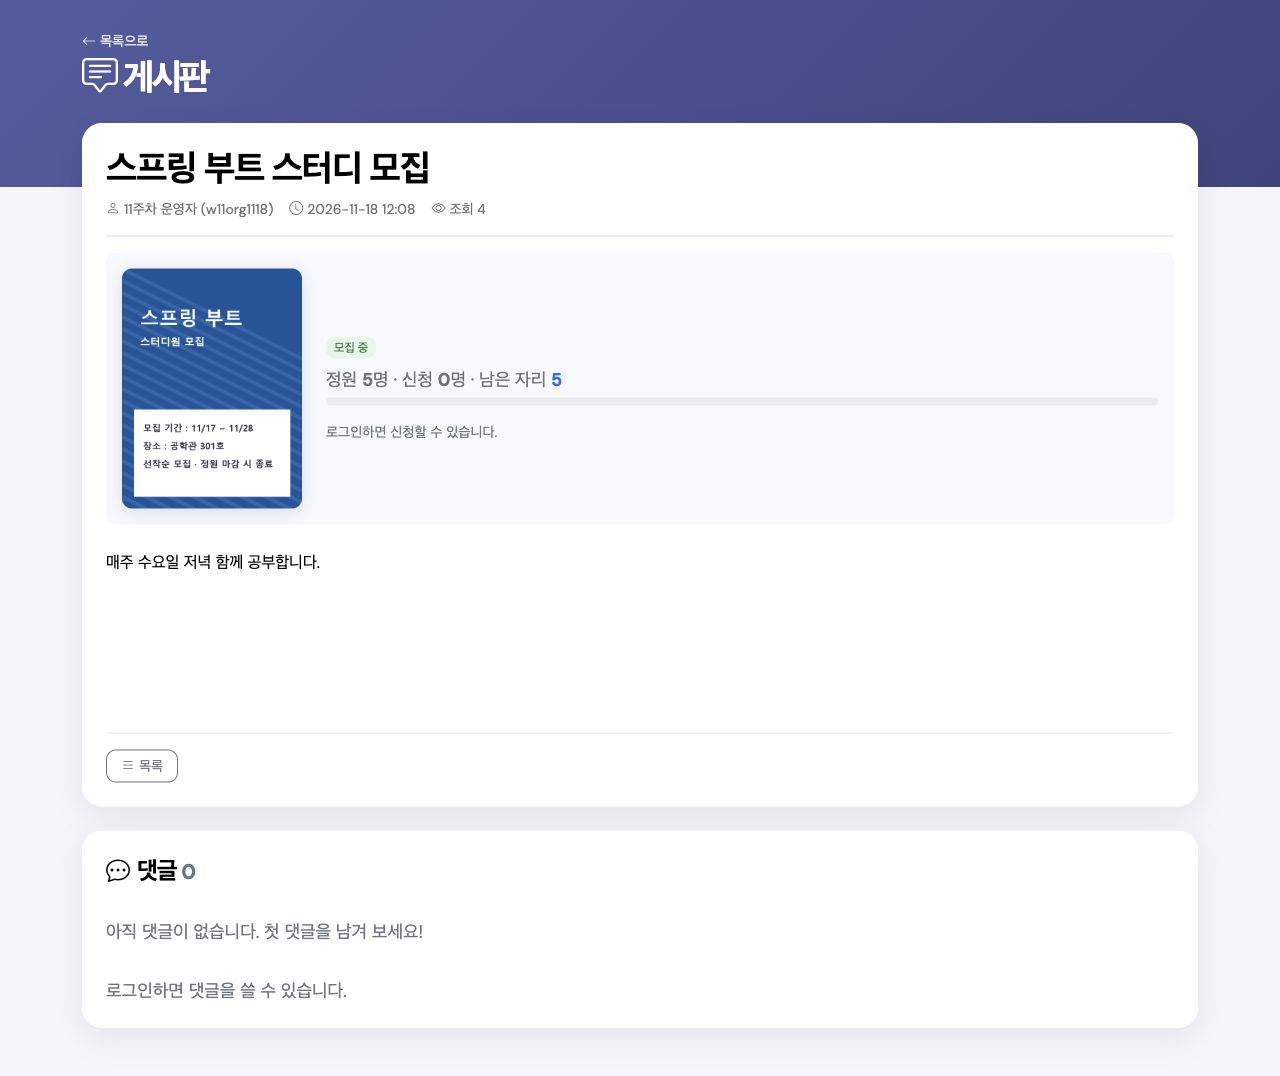 ← 목록으로
게시판
스프링 부트 스터디 모집
11주차 운영자 (w11org1118) 2026-11-18 12:08 조회 4
스프링 부트
스터디원 모집
모집 기간 : 11/17 ~ 11/28
장소 : 공학관 301호
선착순 모집 · 정원 마감 시 종료
모집 중
정원 5명 · 신청 0명 · 남은 자리 5
로그인하면 신청할 수 있습니다.
매주 수요일 저녁 함께 공부합니다.
목록
댓글 0
아직 댓글이 없습니다. 첫 댓글을 남겨 보세요!
로그인하면 댓글을 쓸 수 있습니다.